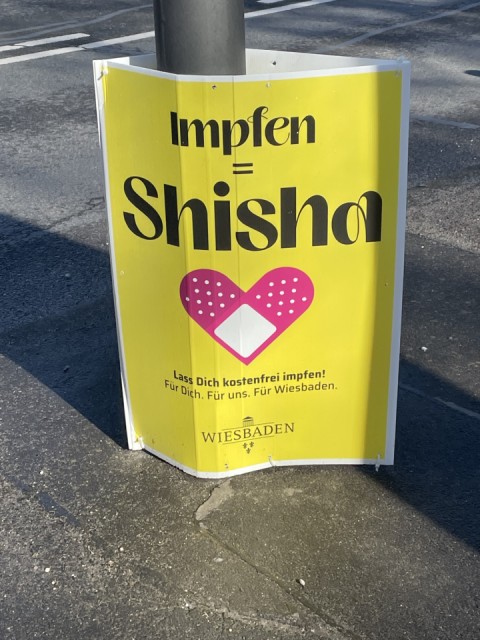 Impfen
=
Shisha
Lass Dich kostenfrei impfen!
Für Dich. Für uns. Für Wiesbaden.
WIESBADEN